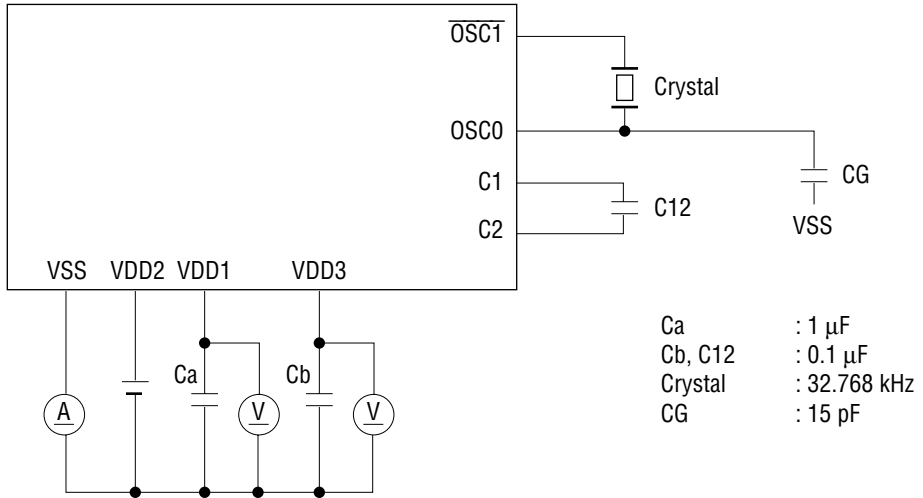 OSC1
Crystal
OSC0
CG
C1
C12
C2
VSS
VSS VDD2 VDD1 VDD3
Ca : 1 μF
Cb, C12 : 0.1 μF
Crystal : 32.768 kHz
CG : 15 pF
Ca Cb
A V V